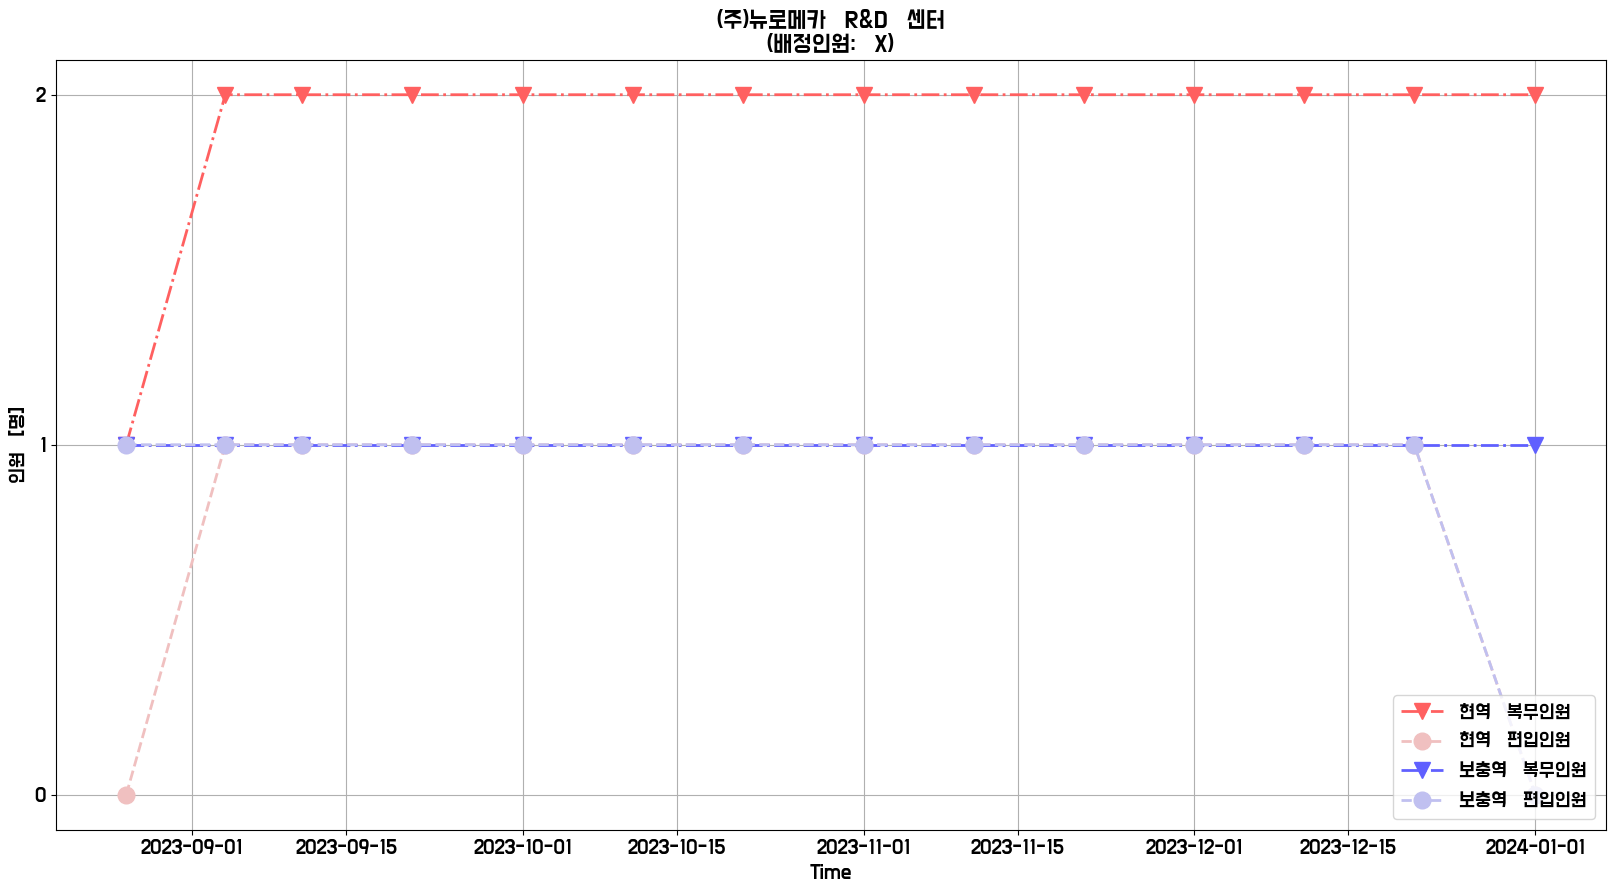 (주)뉴로메카 R&D 센터
(배정인원: X)
2
1
0
인원 [명]
현역 복무인원
현역 편입인원
보충역 복무인원
보충역 편입인원
2023-09-01 2023-09-15 2023-10-01 2023-10-15 2023-11-01 2023-11-15 2023-12-01 2023-12-15 2024-01-01
Time